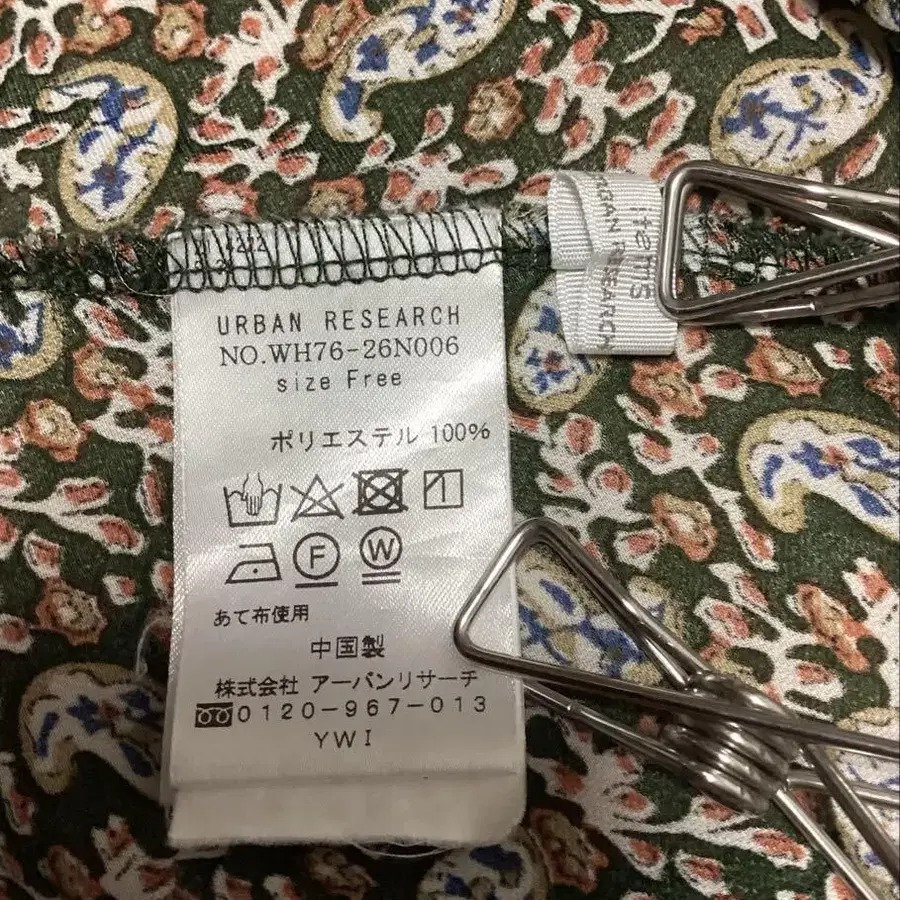 URBAN RESEARCH
NO.WH76-26N006
size Free
ポリエステル 100%
F
W
あて布使用
中国製
株式会社 アーバンリサーチ
0120-967-013
YWI
URBAN RESEARCH
iTeMS